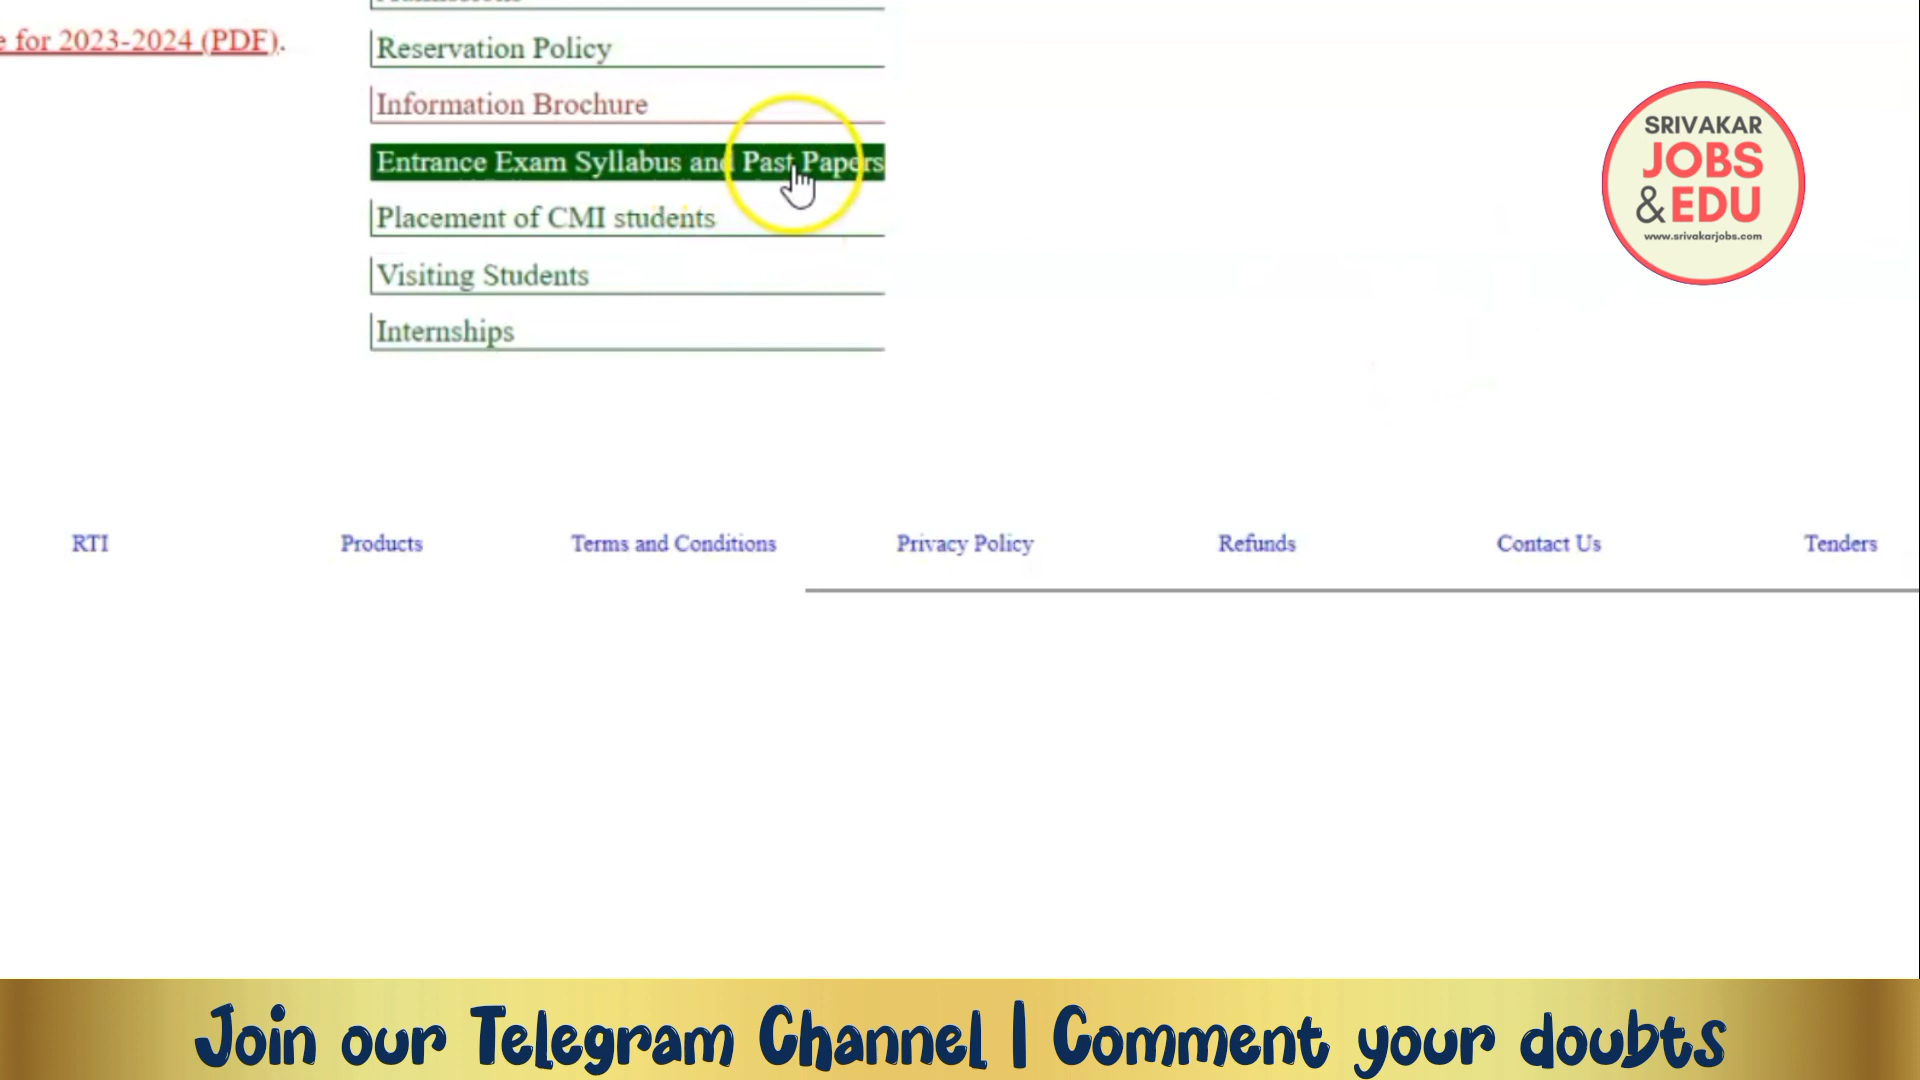 e for 2023-2024 (PDF).
Reservation Policy
Information Brochure
Entrance Exam Syllabus and Past Papers
Placement of CMI students
Visiting Students
Internships
SRIVAKAR
JOBS
&EDU
www.srivakarjobs.com
RTI Products Terms and Conditions Privacy Policy Refunds Contact Us Tenders
Join our Telegram Channel | Comment your doubts